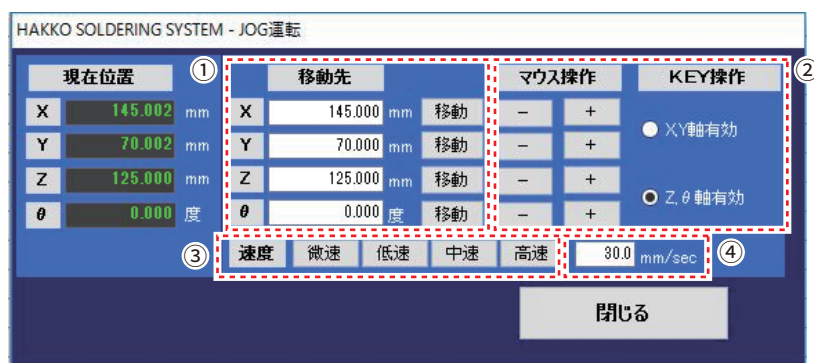 HAKKO SOLDERING SYSTEM - JOG運転
現在位置 ① 移動先 マウス操作 KEY操作 ②
X 145.002 mm X 145.000 mm 移動 - +
XY軸有効
Y 70.002 mm Y 70.000 mm 移動 - +
Z 125.000 mm Z 125.000 mm 移動 - +
Z,θ軸有効
θ 0.000 度 θ 0.000 度 移動 - +
③ 速度 微速 低速 中速 高速 30.0 mm/sec ④
閉じる